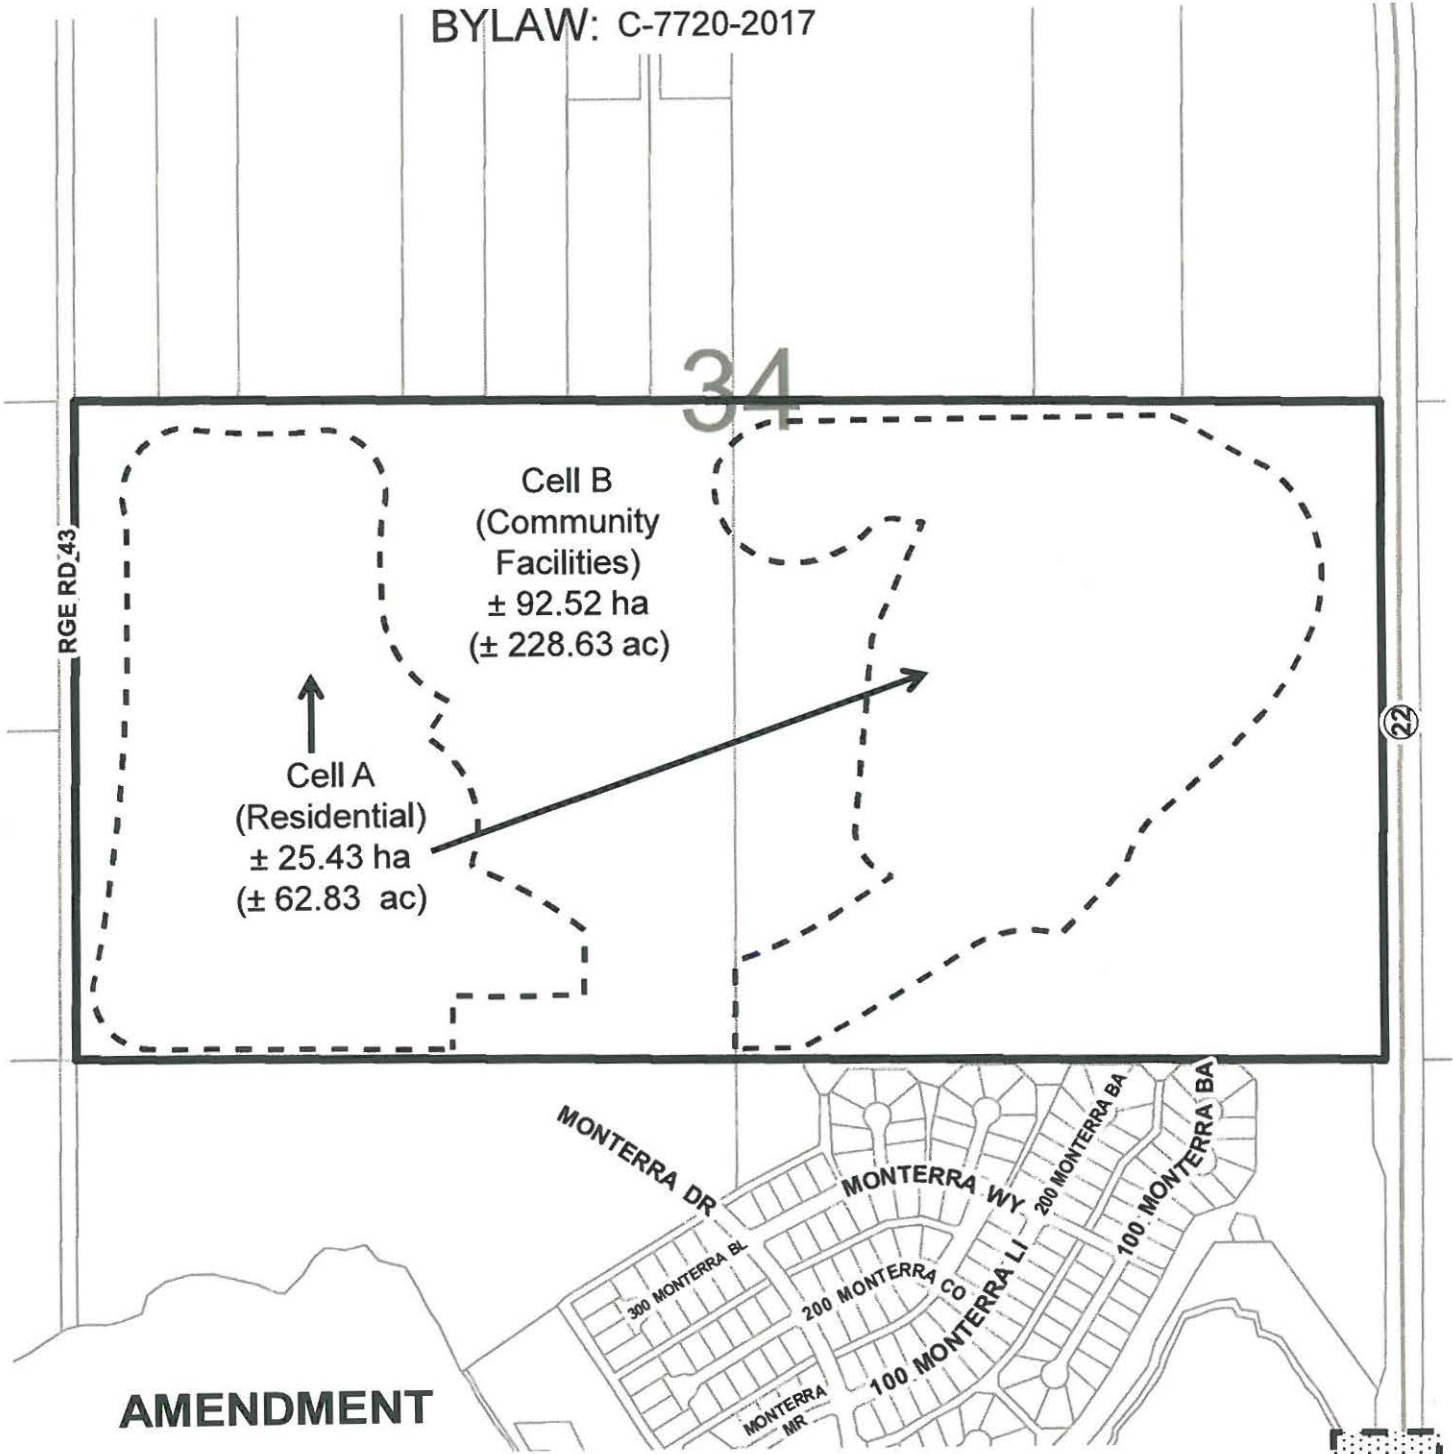 BYLAW: C-7720-2017
34
Cell B
(Community
Facilities)
± 92.52 ha
(± 228.63 ac)
RGE RD 43
22
Cell A
(Residential)
± 25.43 ha
(± 62.83 ac)
MONTERRA DR
MONTERRA WY
200 MONTERRA BA
100 MONTERRA BA
300 MONTERRA BL
200 MONTERRA CO
100 MONTERRA LI
MONTERRA
MR
AMENDMENT